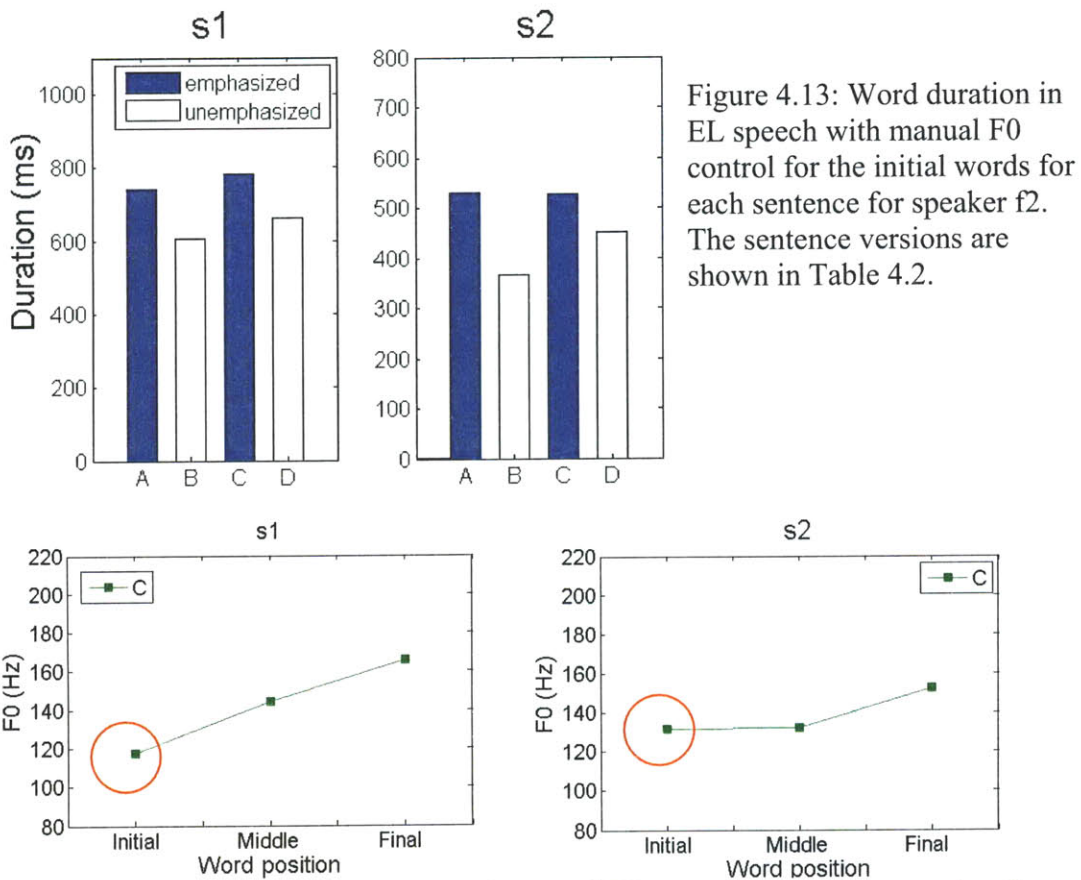 s1
s2
1000
800
600
400
200
0
Duration (ms)
emphasized
unemphasized
A B C D
800
700
600
500
400
300
200
100
0
A B C D
Figure 4.13: Word duration in
EL speech with manual F0
control for the initial words for
each sentence for speaker f2.
The sentence versions are
shown in Table 4.2.
s1
220
200
180
160
140
120
100
80
F0 (Hz)
C
Initial Middle Final
Word position
s2
220
200
180
160
140
120
100
80
F0 (Hz)
C
Initial Middle Final
Word position